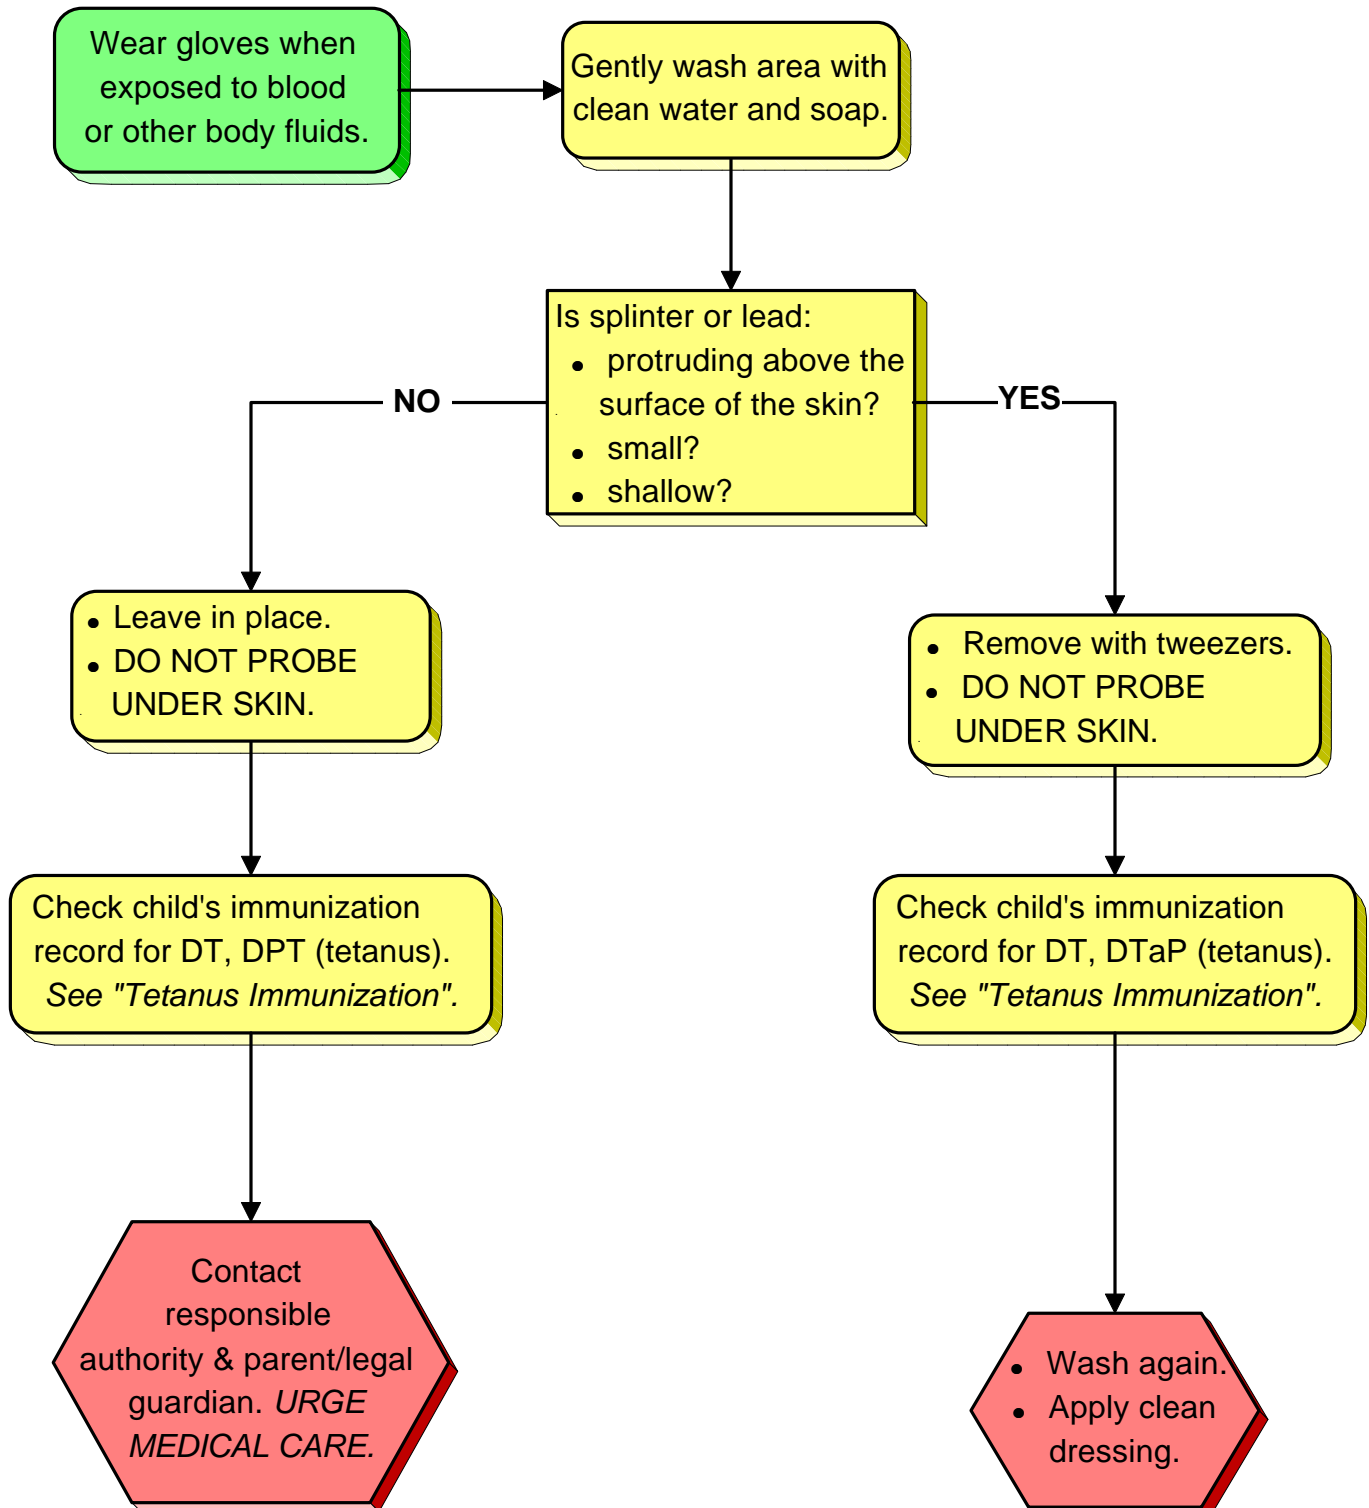 Wear gloves when
exposed to blood
or other body fluids.
Gently wash area with
clean water and soap.
Is splinter or lead:
• protruding above the
surface of the skin?
• small?
• shallow?
NO
YES
• Leave in place.
• DO NOT PROBE
UNDER SKIN.
• Remove with tweezers.
• DO NOT PROBE
UNDER SKIN.
Check child's immunization
record for DT, DPT (tetanus).
See "Tetanus Immunization".
Check child's immunization
record for DT, DTaP (tetanus).
See "Tetanus Immunization".
Contact
responsible
authority & parent/legal
guardian. URGE
MEDICAL CARE.
• Wash again.
• Apply clean
dressing.